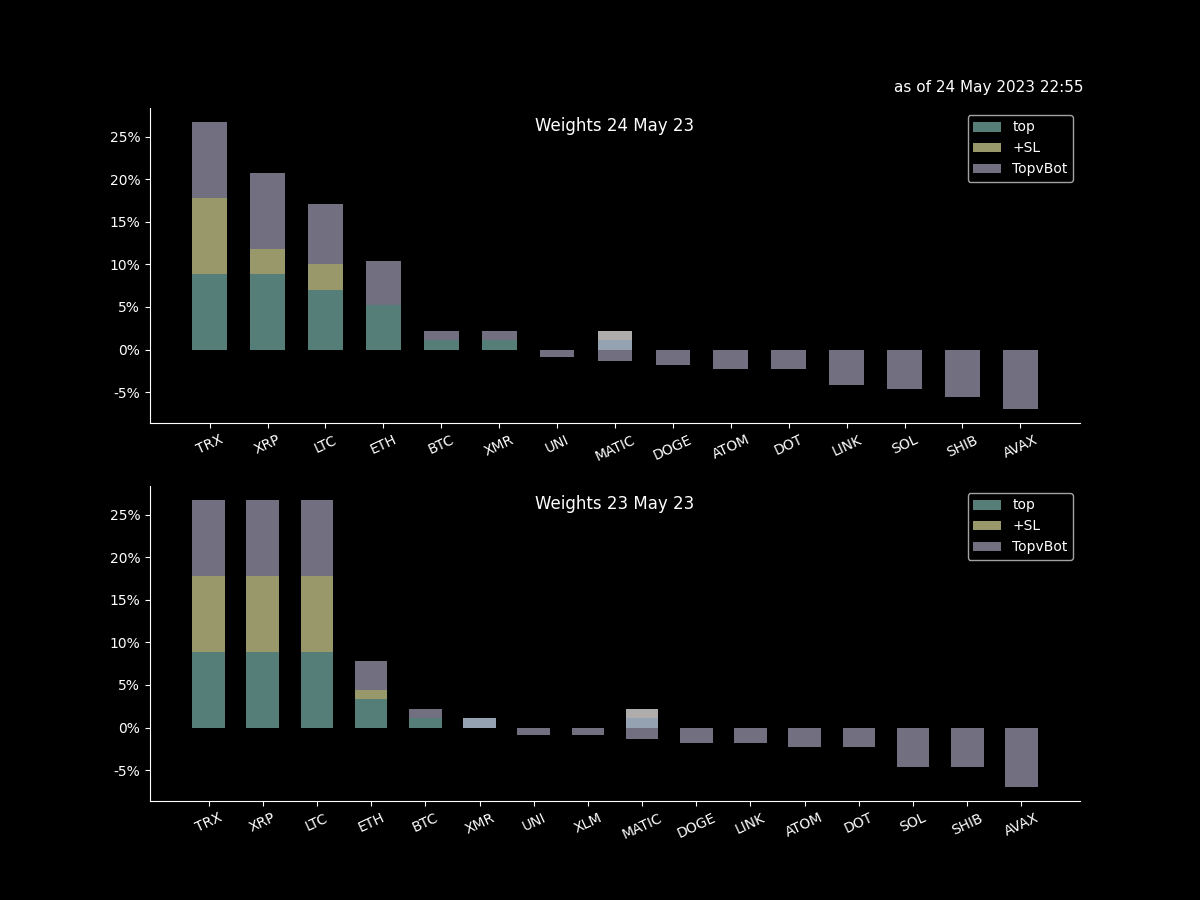 as of 24 May 2023 22:55
Weights 24 May 23
top
+SL
TopvBot
25%
20%
15%
10%
5%
0%
-5%
TRX XRP LTC ETH BTC XMR UNI MATIC DOGE ATOM DOT LINK SOL SHIB AVAX
Weights 23 May 23
top
+SL
TopvBot
25%
20%
15%
10%
5%
0%
-5%
TRX XRP LTC ETH BTC XMR UNI XLM MATIC DOGE LINK ATOM DOT SOL SHIB AVAX